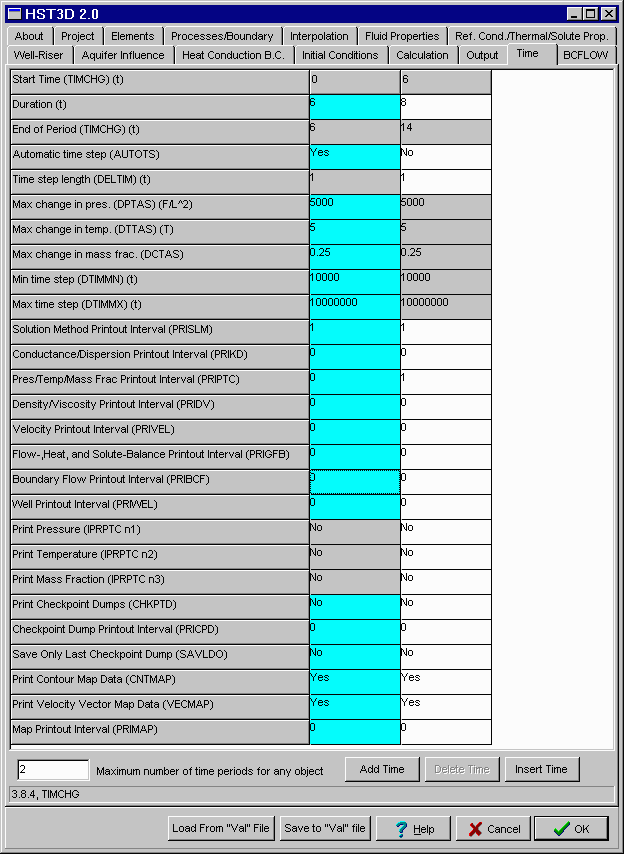 HST3D 2.0
About Project Elements Processes/Boundary Interpolation Fluid Properties Ref. Cond./Thermal/Solute Prop.
Well-Riser Aquifer Influence Heat Conduction B.C. Initial Conditions Calculation Output Time BCFLOW
Start Time (TIMCHG) (t) 0 6
Duration (t) 6 8
End of Period (TIMCHG) (t) 6 14
Automatic time step (AUTOTS) Yes No
Time step length (DELTIM) (t) 1 1
Max change in pres. (DPTAS) (F/L^2) 5000 5000
Max change in temp. (DTTAS) (T) 5 5
Max change in mass frac. (DCTAS) 0.25 0.25
Min time step (DTIMMN) (t) 10000 10000
Max time step (DTIMMX) (t) 10000000 10000000
Solution Method Printout Interval (PRISLM) 1 1
Conductance/Dispersion Printout Interval (PRIKD) 0 0
Pres/Temp/Mass Frac Printout Interval (PRIPTC) 0 1
Density/Viscosity Printout Interval (PRIDV) 0 0
Velocity Printout Interval (PRIVEL) 0 0
Flow-,Heat, and Solute-Balance Printout Interval (PRIGFB) 0 0
Boundary Flow Printout Interval (PRIBCF) 0 0
Well Printout Interval (PRIWEL) 0 0
Print Pressure (IPRPTC n1) No No
Print Temperature (IPRPTC n2) No No
Print Mass Fraction (IPRPTC n3) No No
Print Checkpoint Dumps (CHKPTD) No No
Checkpoint Dump Printout Interval (PRICPD) 0 0
Save Only Last Checkpoint Dump (SAVLDO) No No
Print Contour Map Data (CNTMAP) Yes Yes
Print Velocity Vector Map Data (VECMAP) Yes Yes
Map Printout Interval (PRIMAP) 0 0
2 Maximum number of time periods for any object Add Time Delete Time Insert Time
3.8.4, TIMCHG
Load From "Val" File Save to "Val" file ? Help Cancel OK